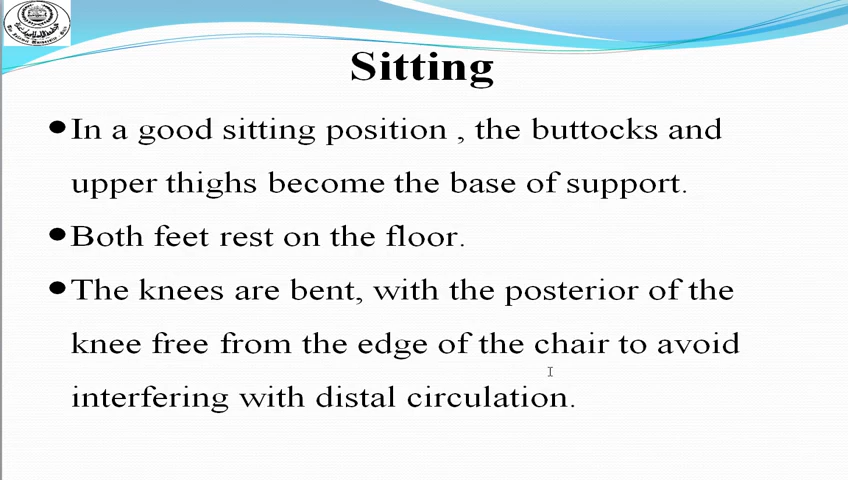 Sitting
In a good sitting position , the buttocks and
upper thighs become the base of support.
Both feet rest on the floor.
The knees are bent, with the posterior of the
knee free from the edge of the chair to avoid
interfering with distal circulation.